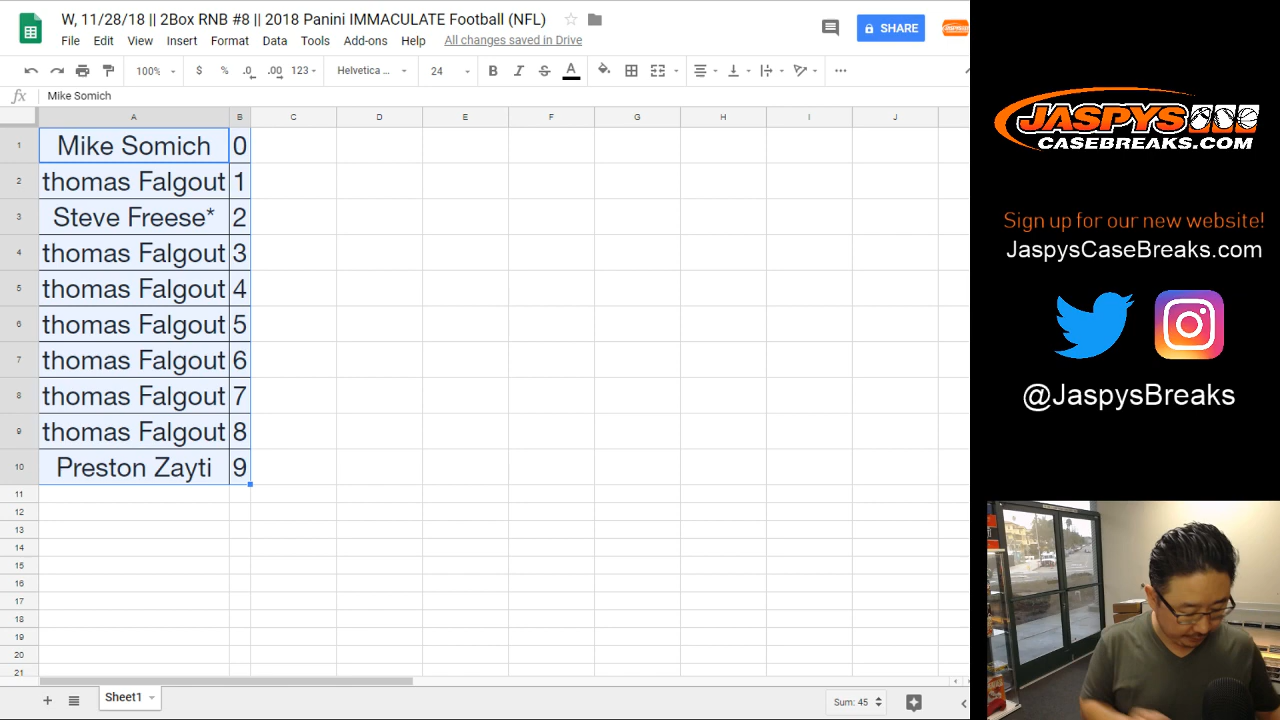 W, 11/28/18 || 2Box RNB #8 || 2018 Panini IMMACULATE Football (NFL)
File Edit View Insert Format Data Tools Add-ons Help All changes saved in Drive
SHARE
100% $ % .0 .00 123 Helvetica ... 24 B I S A
fx Mike Somich
A B C D E F G H I J
1 Mike Somich 0
2 thomas Falgout 1
3 Steve Freese* 2
4 thomas Falgout 3
5 thomas Falgout 4
6 thomas Falgout 5
7 thomas Falgout 6
8 thomas Falgout 7
9 thomas Falgout 8
10 Preston Zayti 9
11
12
13
14
15
16
17
18
19
20
21
Sheet1
Sum: 45
JASPYS
CASEBREAKS.COM
Sign up for our new website!
JaspysCaseBreaks.com
@JaspysBreaks